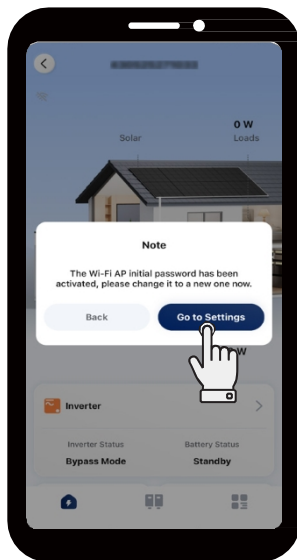 0 W
Solar
Loads
Note
The Wi-Fi AP initial password has been
activated, please change it to a new one now.
Back
Go to Settings
W
Inverter
Inverter Status
Battery Status
Bypass Mode
Standby